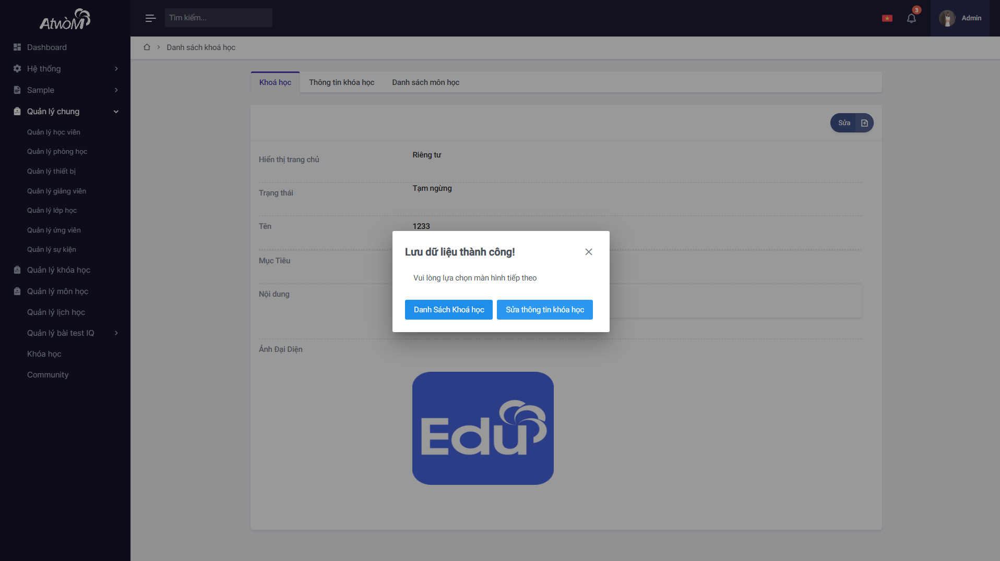 AtwoM
Tìm kiếm...
3
Admin
Dashboard
Hệ thống
Sample
Quản lý chung
Quản lý học viên
Quản lý phòng học
Quản lý thiết bị
Quản lý giảng viên
Quản lý lớp học
Quản lý ứng viên
Quản lý sự kiện
Quản lý khóa học
Quản lý môn học
Quản lý lịch học
Quản lý bài test IQ
Khóa học
Community
Danh sách khoá học
Khoá học
Thông tin khóa học
Danh sách môn học
Sửa
Hiển thị trang chủ
Riêng tư
Trạng thái
Tạm ngừng
Tên
1233
Mục Tiêu
Nội dung
Ảnh Đại Diện
Edu
Lưu dữ liệu thành công!
Vui lòng lựa chọn màn hình tiếp theo
Danh Sách Khoá học
Sửa thông tin khóa học